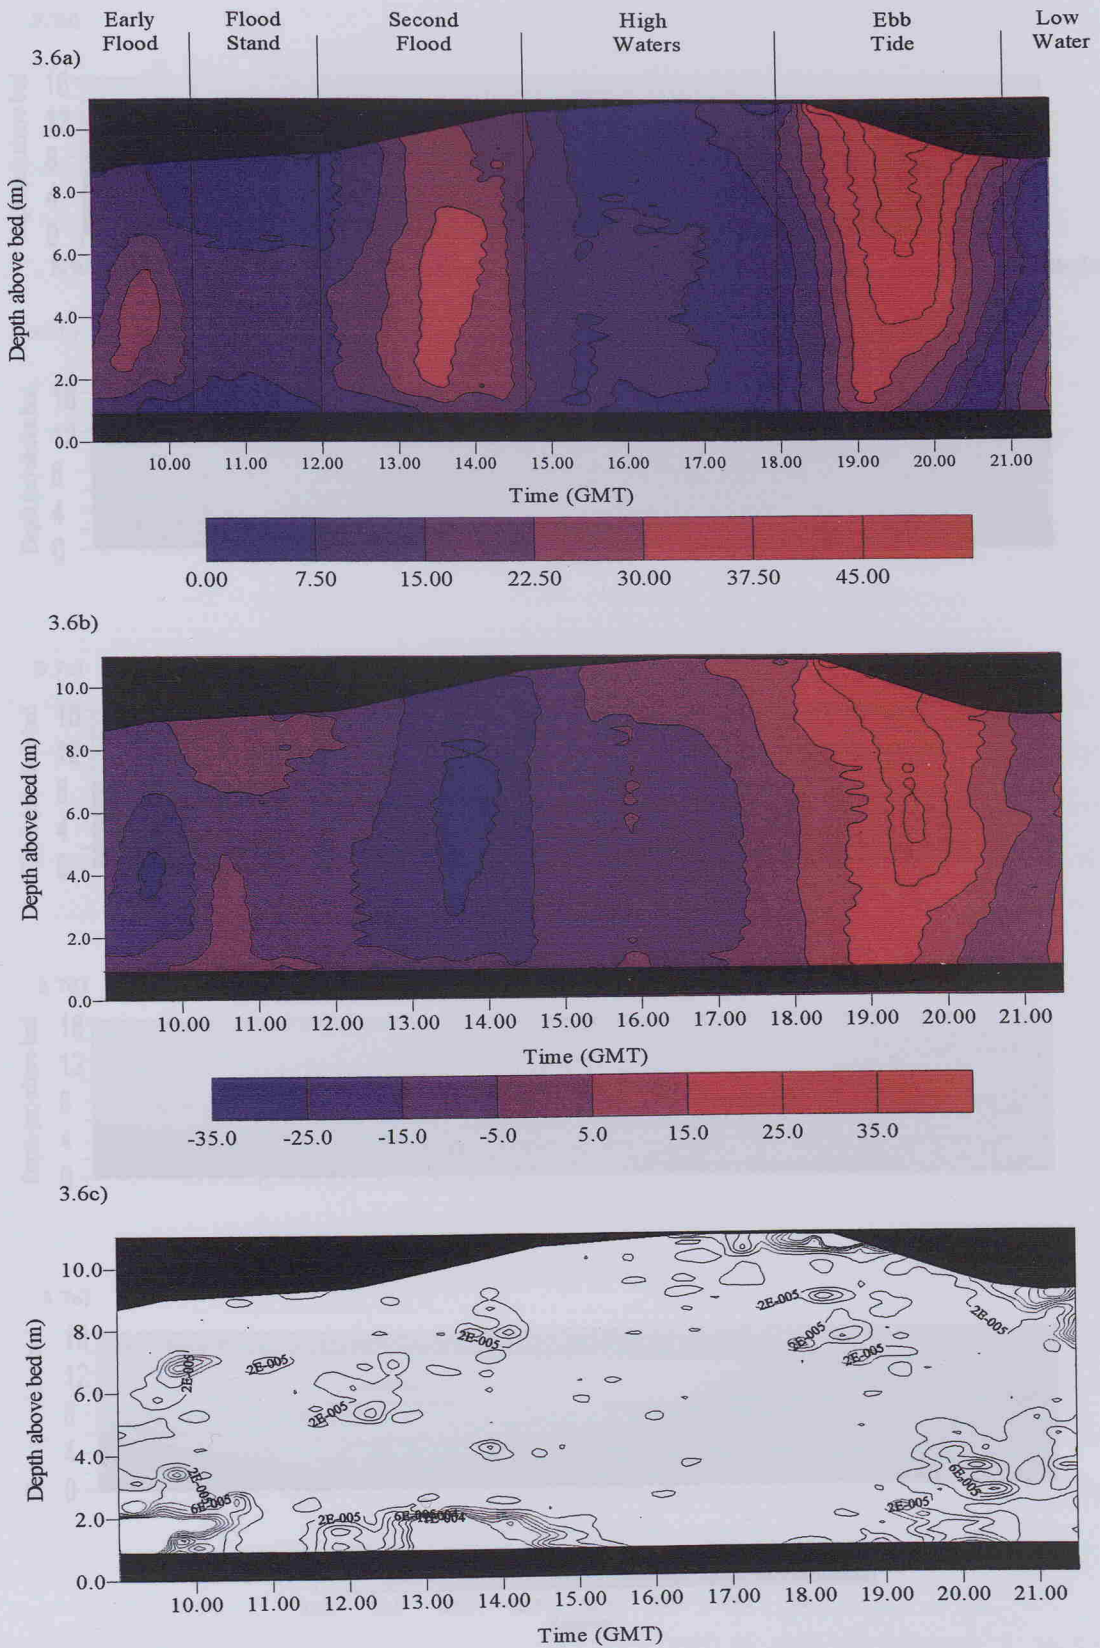 Early Flood
Flood Stand
Second Flood
High Waters
Ebb Tide
Low Water
3.6a)
Depth above bed (m)
10.0
8.0
6.0
4.0
2.0
0.0
10.00 11.00 12.00 13.00 14.00 15.00 16.00 17.00 18.00 19.00 20.00 21.00
Time (GMT)
0.00 7.50 15.00 22.50 30.00 37.50 45.00
3.6b)
Depth above bed (m)
10.0
8.0
6.0
4.0
2.0
0.0
10.00 11.00 12.00 13.00 14.00 15.00 16.00 17.00 18.00 19.00 20.00 21.00
Time (GMT)
-35.0 -25.0 -15.0 -5.0 5.0 15.0 25.0 35.0
3.6c)
Depth above bed (m)
10.0
8.0
6.0
4.0
2.0
0.0
2E-005
2E-005
2E-005
2E-005
2E-005
2E-005
2E-005
2E-005
2E-005
6E-005
2E-005
6E-005
6E-005
2E-005
2E-005
10.00 11.00 12.00 13.00 14.00 15.00 16.00 17.00 18.00 19.00 20.00 21.00
Time (GMT)